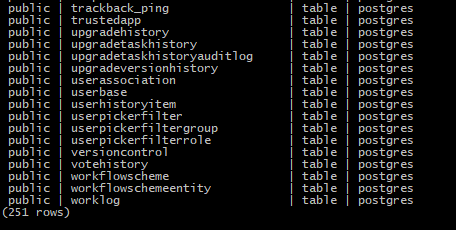 public | trackback_ping | table | postgres
public | trustedapp | table | postgres
public | upgradehistory | table | postgres
public | upgradetaskhistory | table | postgres
public | upgradetaskhistoryauditlog | table | postgres
public | upgradeversionhistory | table | postgres
public | userassociation | table | postgres
public | userbase | table | postgres
public | userhistoryitem | table | postgres
public | userpickerfilter | table | postgres
public | userpickerfiltergroup | table | postgres
public | userpickerfilterrole | table | postgres
public | versioncontrol | table | postgres
public | votehistory | table | postgres
public | workflowscheme | table | postgres
public | workflowschemeentity | table | postgres
public | worklog | table | postgres
(251 rows)